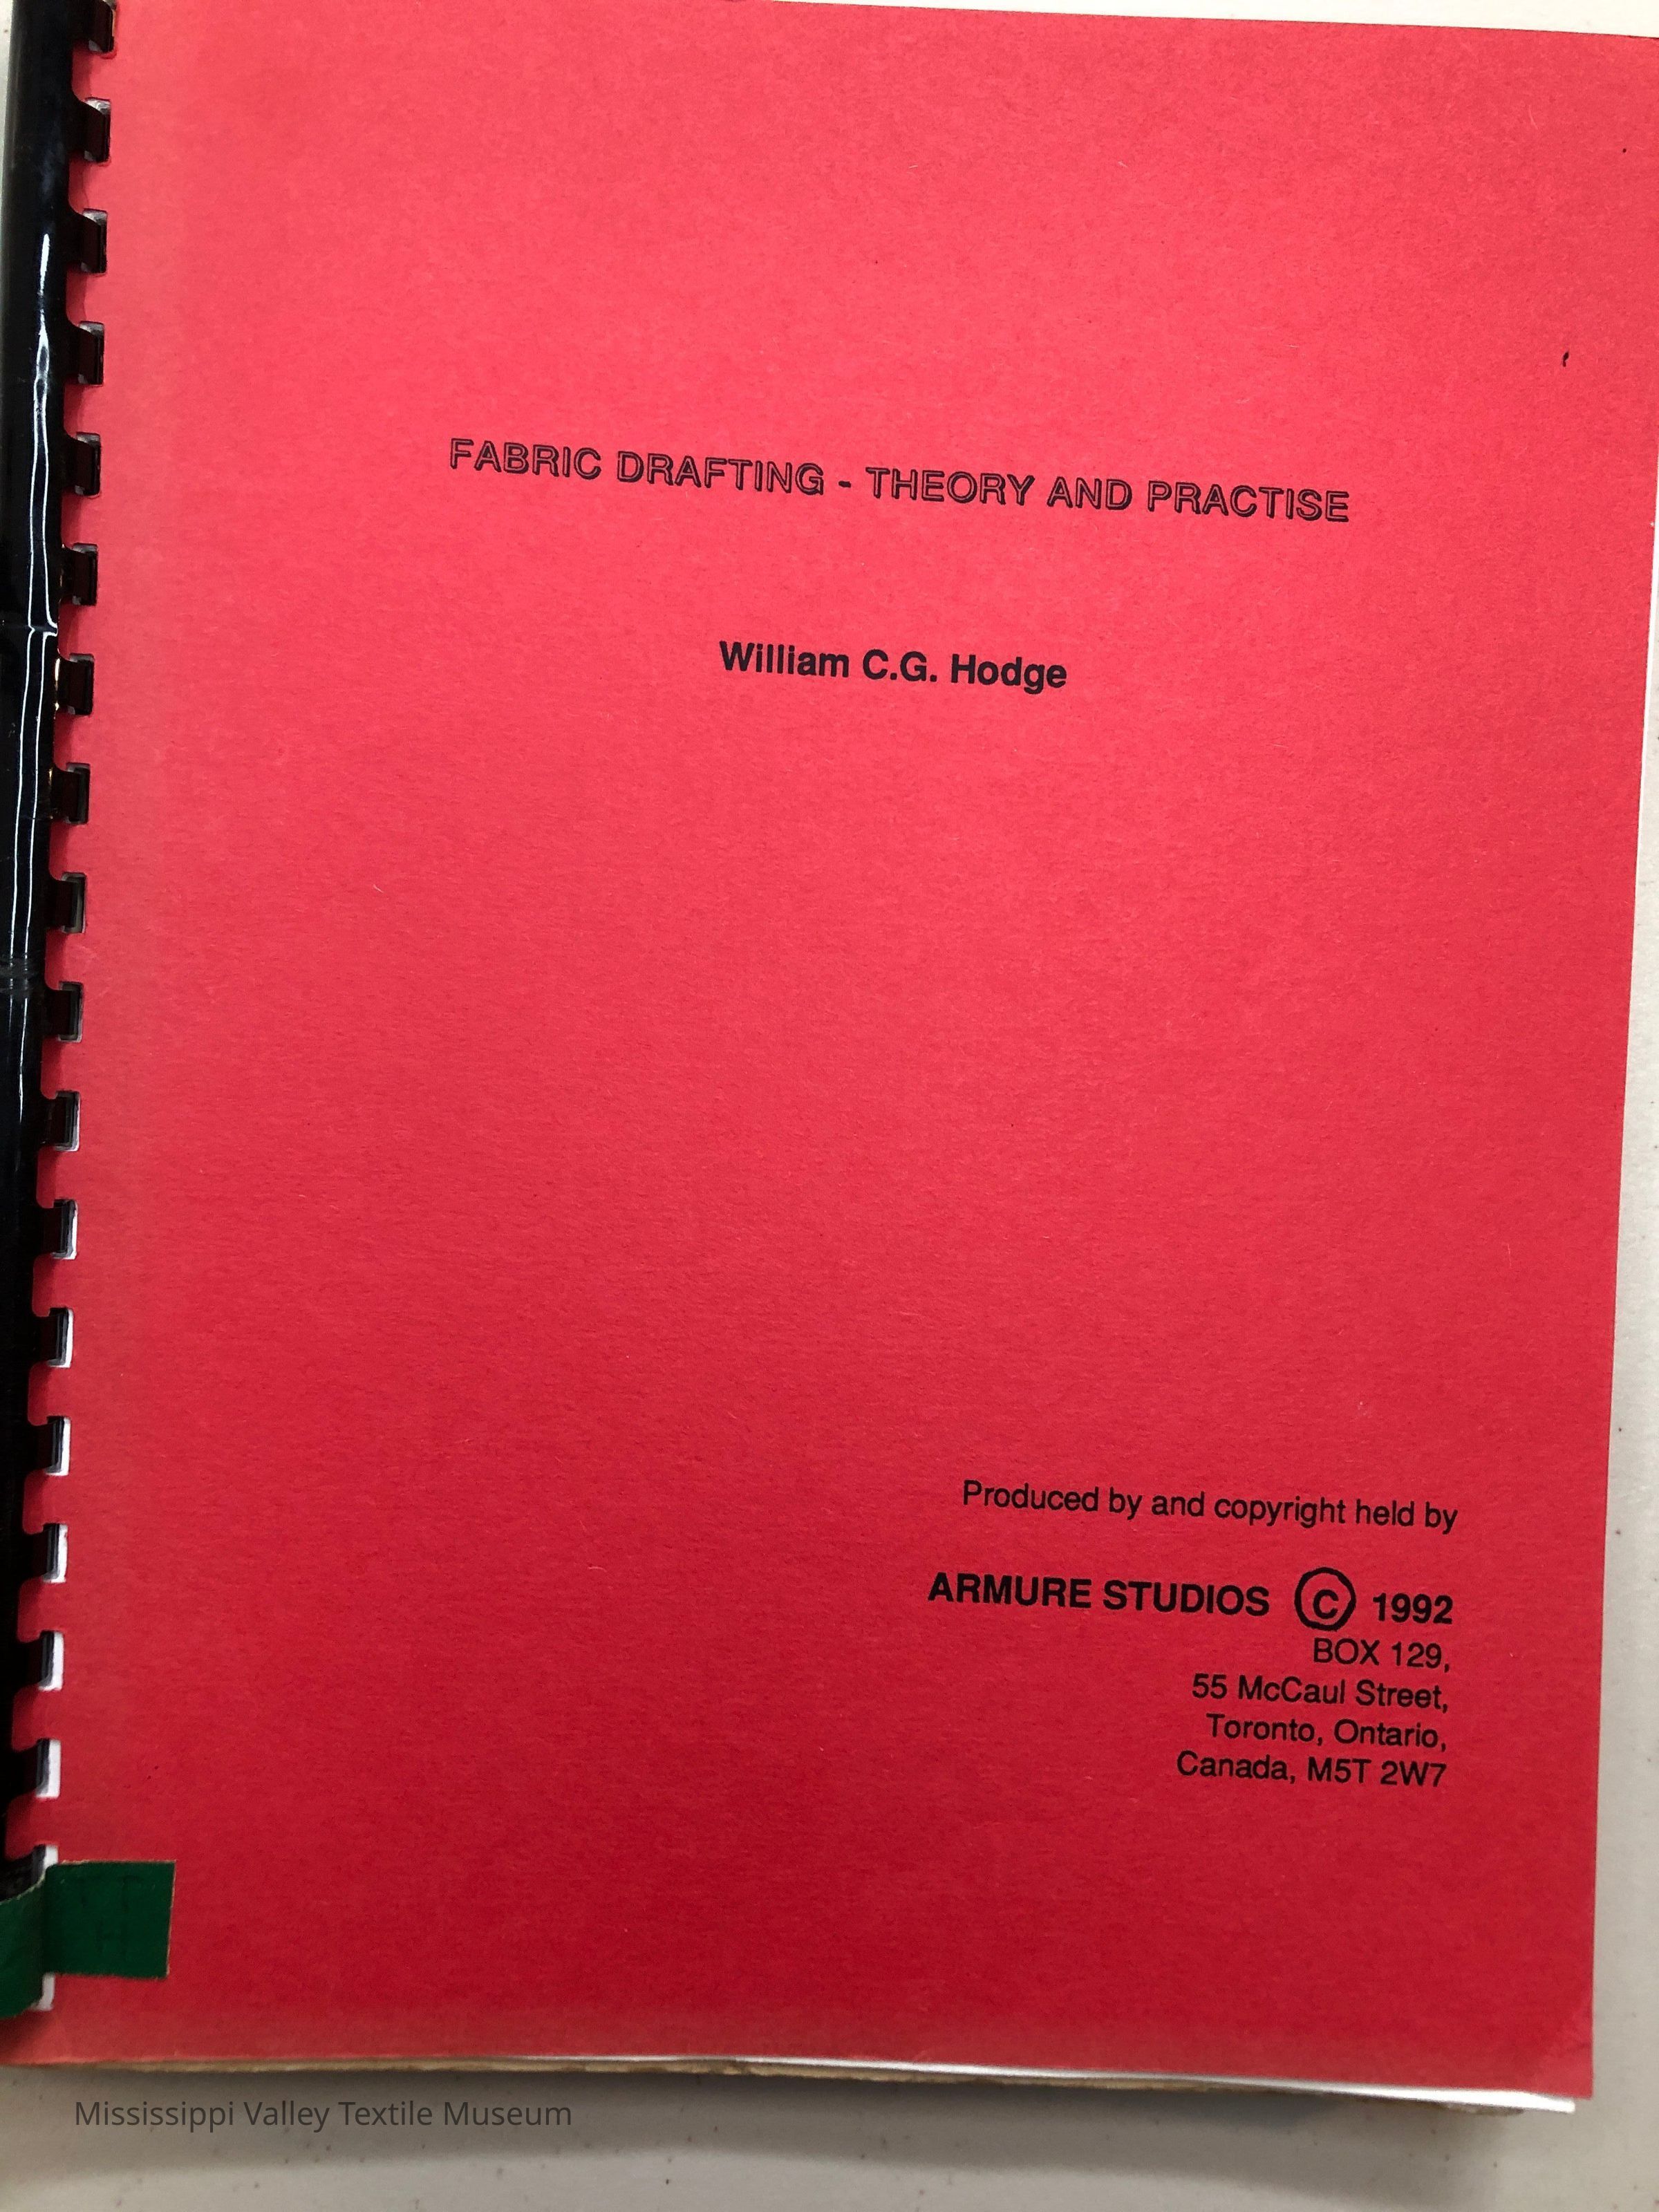 FABRIC DRAFTING - THEORY AND PRACTISE
William C.G. Hodge
Produced by and copyright held by
ARMURE STUDIOS © 1992
BOX 129,
55 McCaul Street,
Toronto, Ontario,
Canada, M5T 2W7
Mississippi Valley Textile Museum